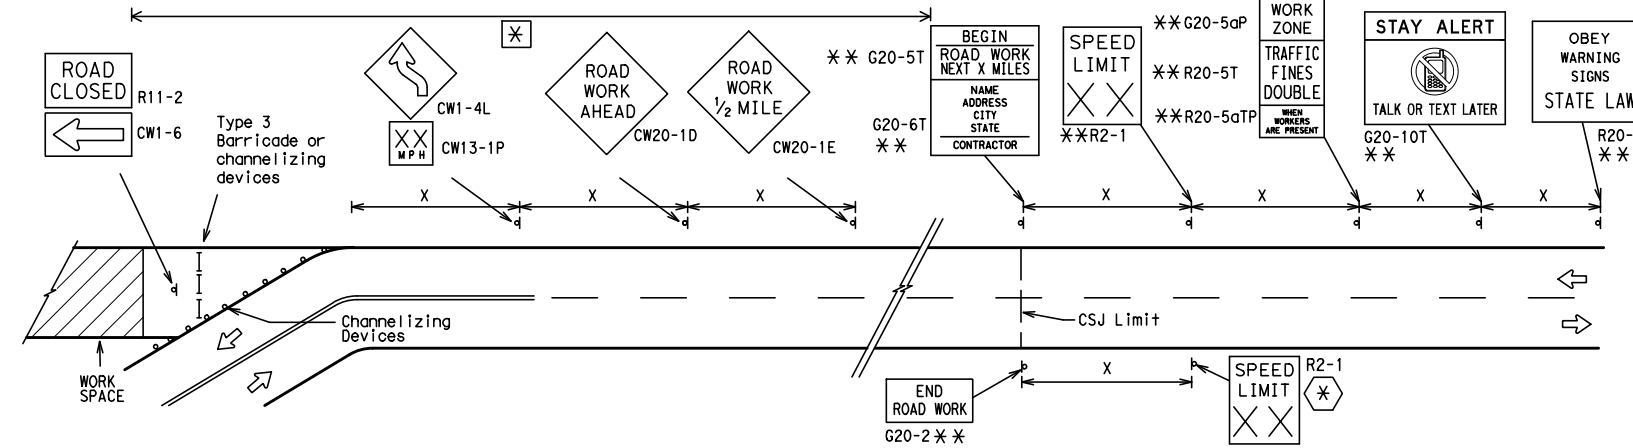 ROAD
CLOSED
R11-2
CW1-6
Type 3
Barricade or
channelizing
devices
*
CW1-4L
XX
MPH
CW13-1P
ROAD
WORK
AHEAD
CW20-1D
ROAD
WORK
1/2 MILE
CW20-1E
** G20-5T
BEGIN
ROAD WORK
NEXT X MILES
G20-6T
**
NAME
ADDRESS
CITY
STATE
CONTRACTOR
SPEED
LIMIT
XX
**R2-1
**G20-5aP
WORK
ZONE
**R20-5T
TRAFFIC
FINES
DOUBLE
**R20-5aTP
WHEN
WORKERS
ARE PRESENT
STAY ALERT
TALK OR TEXT LATER
G20-10T
**
OBEY
WARNING
SIGNS
STATE LAW
R20-
**
X
X
X
X
X
X
X
Channelizing
Devices
CSJ Limit
WORK
SPACE
END
ROAD WORK
G20-2 **
X
SPEED
LIMIT
XX
R2-1
*